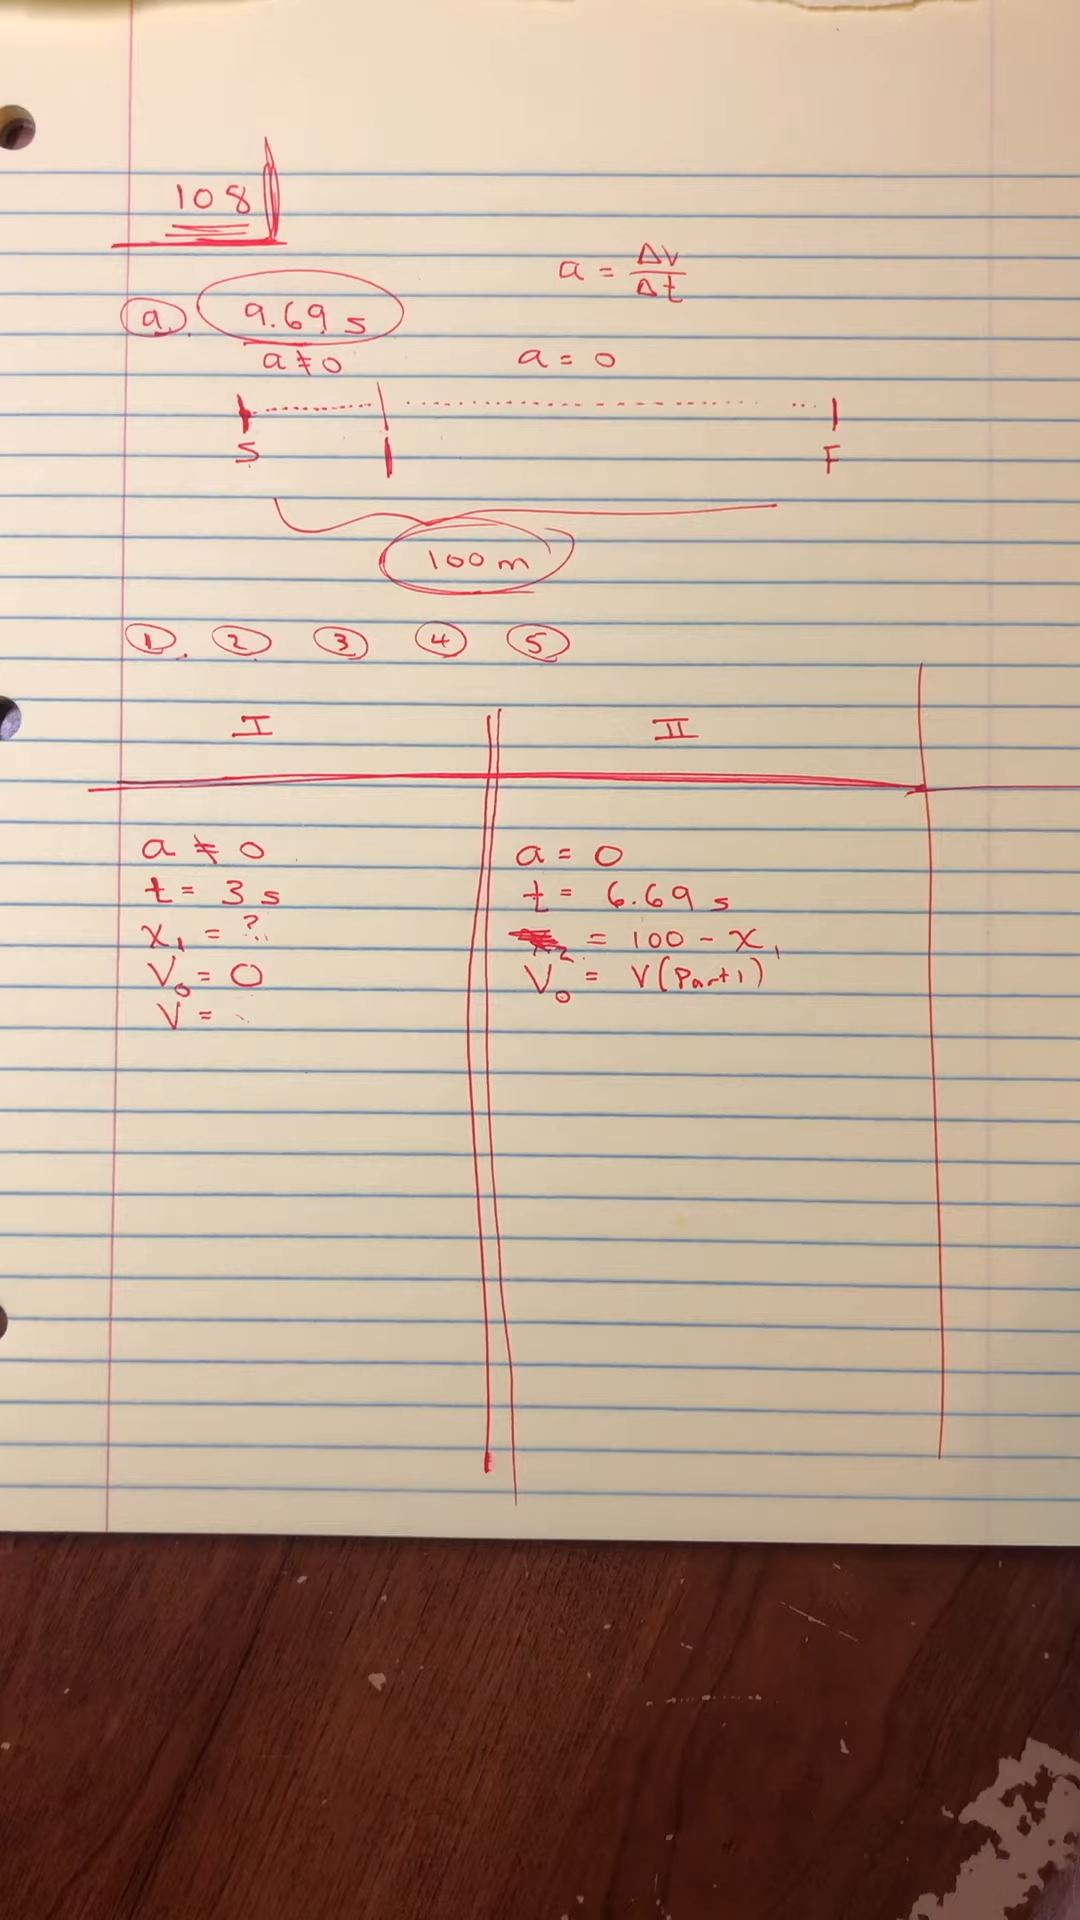 108
a = Δv/Δt
a. 9.69 s
a ≠ 0 a = 0
S F
100 m
1. 2 3 4 5
I II
a ≠ 0
t = 3 s
x₁ = ?
V₀ = 0
V =
a = 0
t = 6.69 s
= 100 - x₁
V₀ = V(Part 1)